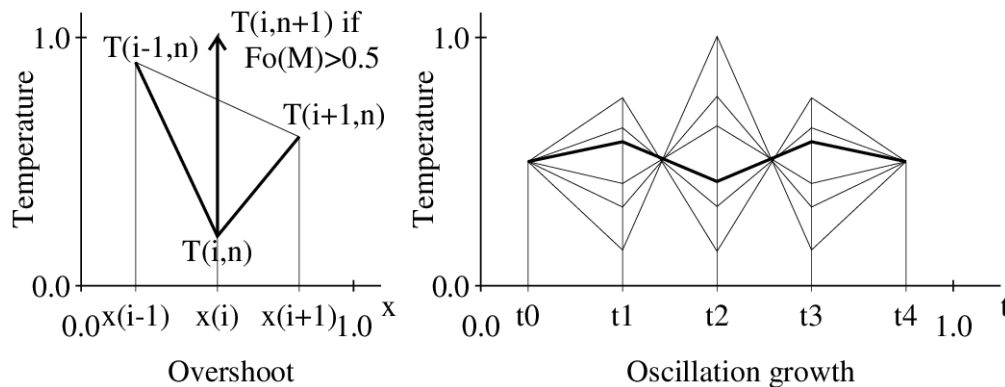 T(i,n+1) if
1.0
T(i-1,n)
Fo(M)>0.5
T(i+1,n)
Temperature
T(i,n)
0.0
0.0
x(i-1)
x(i)
x(i+1)
1.0
x
Overshoot
1.0
Temperature
0.0
0.0
t0
t1
t2
t3
t4
1.0
t
Oscillation growth